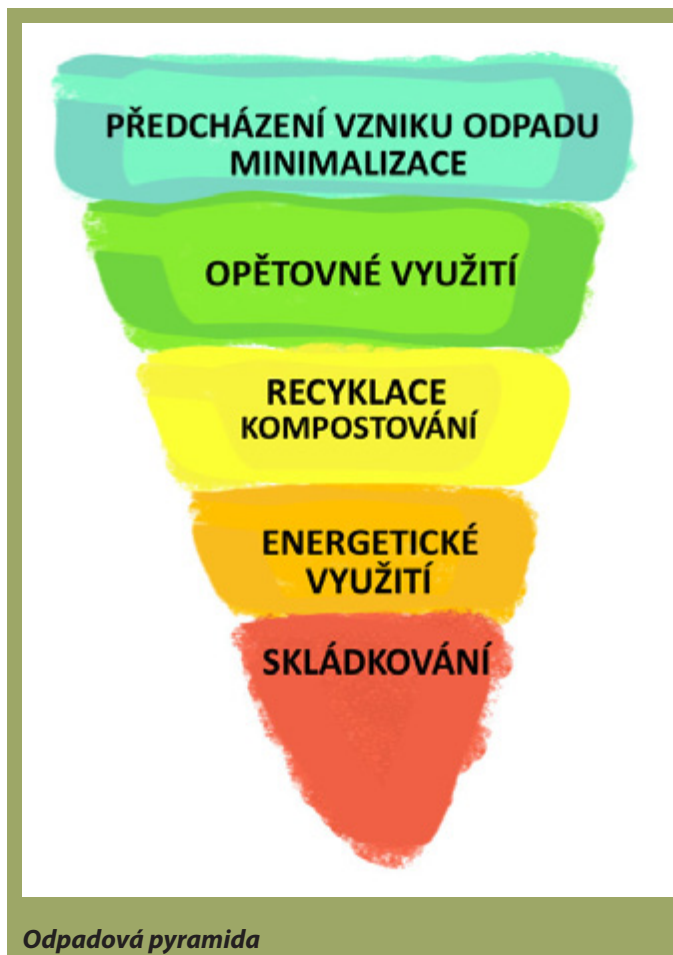 PŘEDCHÁZENÍ VZNIKU ODPADU
MINIMALIZACE
OPĚTOVNÉ VYUŽITÍ
RECYKLACE
KOMPOSTOVÁNÍ
ENERGETICKÉ
VYUŽITÍ
SKLÁDKOVÁNÍ
Odpadová pyramida